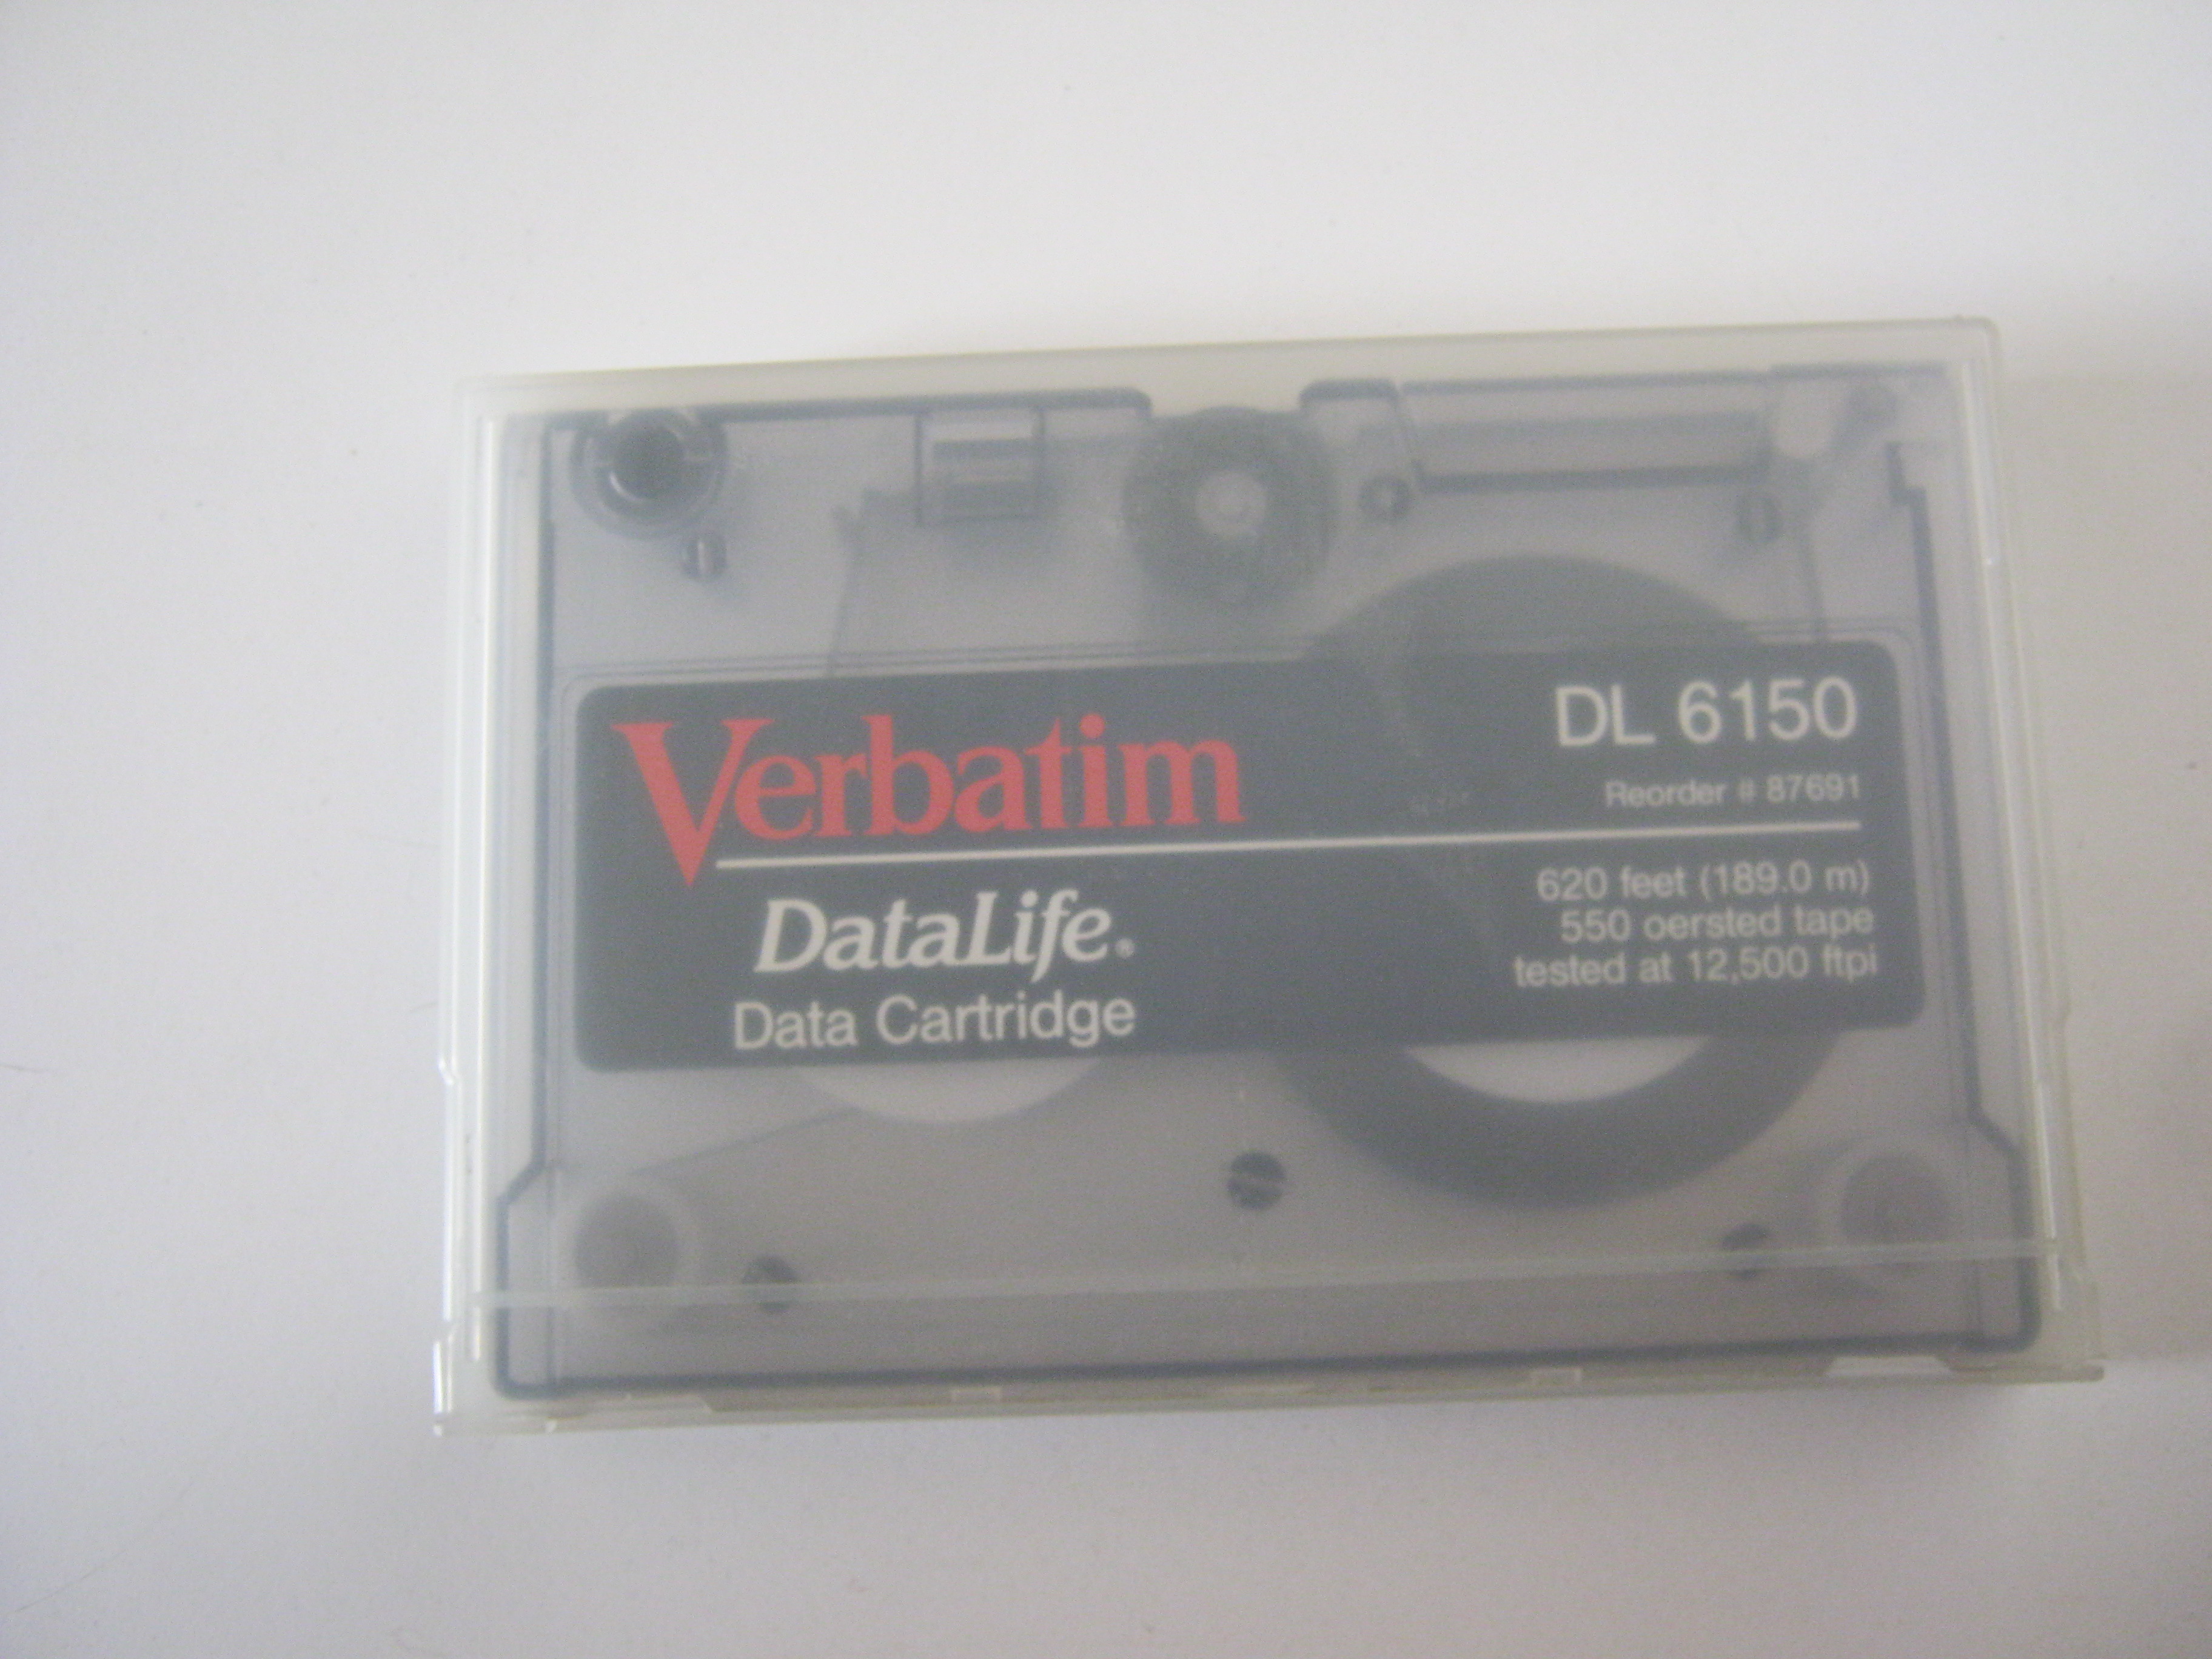 Verbatim
DataLife®
Data Cartridge
DL 6150
Reorder # 87691
620 feet (189.0 m)
550 oersted tape
tested at 12,500 ftpi